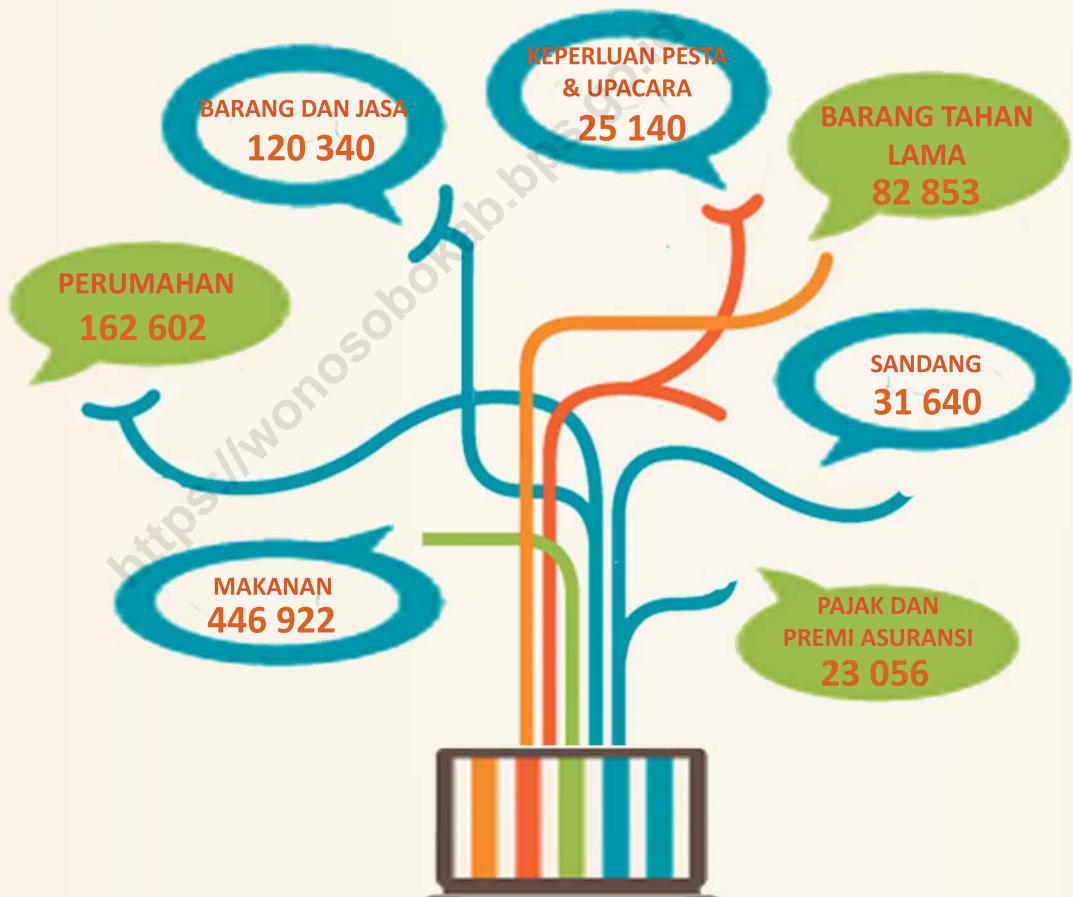 KEPERLUAN PESTA
& UPACARA
25 140
BARANG DAN JASA
120 340
BARANG TAHAN
LAMA
82 853
PERUMAHAN
162 602
SANDANG
31 640
MAKANAN
446 922
PAJAK DAN
PREMI ASURANSI
23 056
https://wonosobokab.bps.go.id